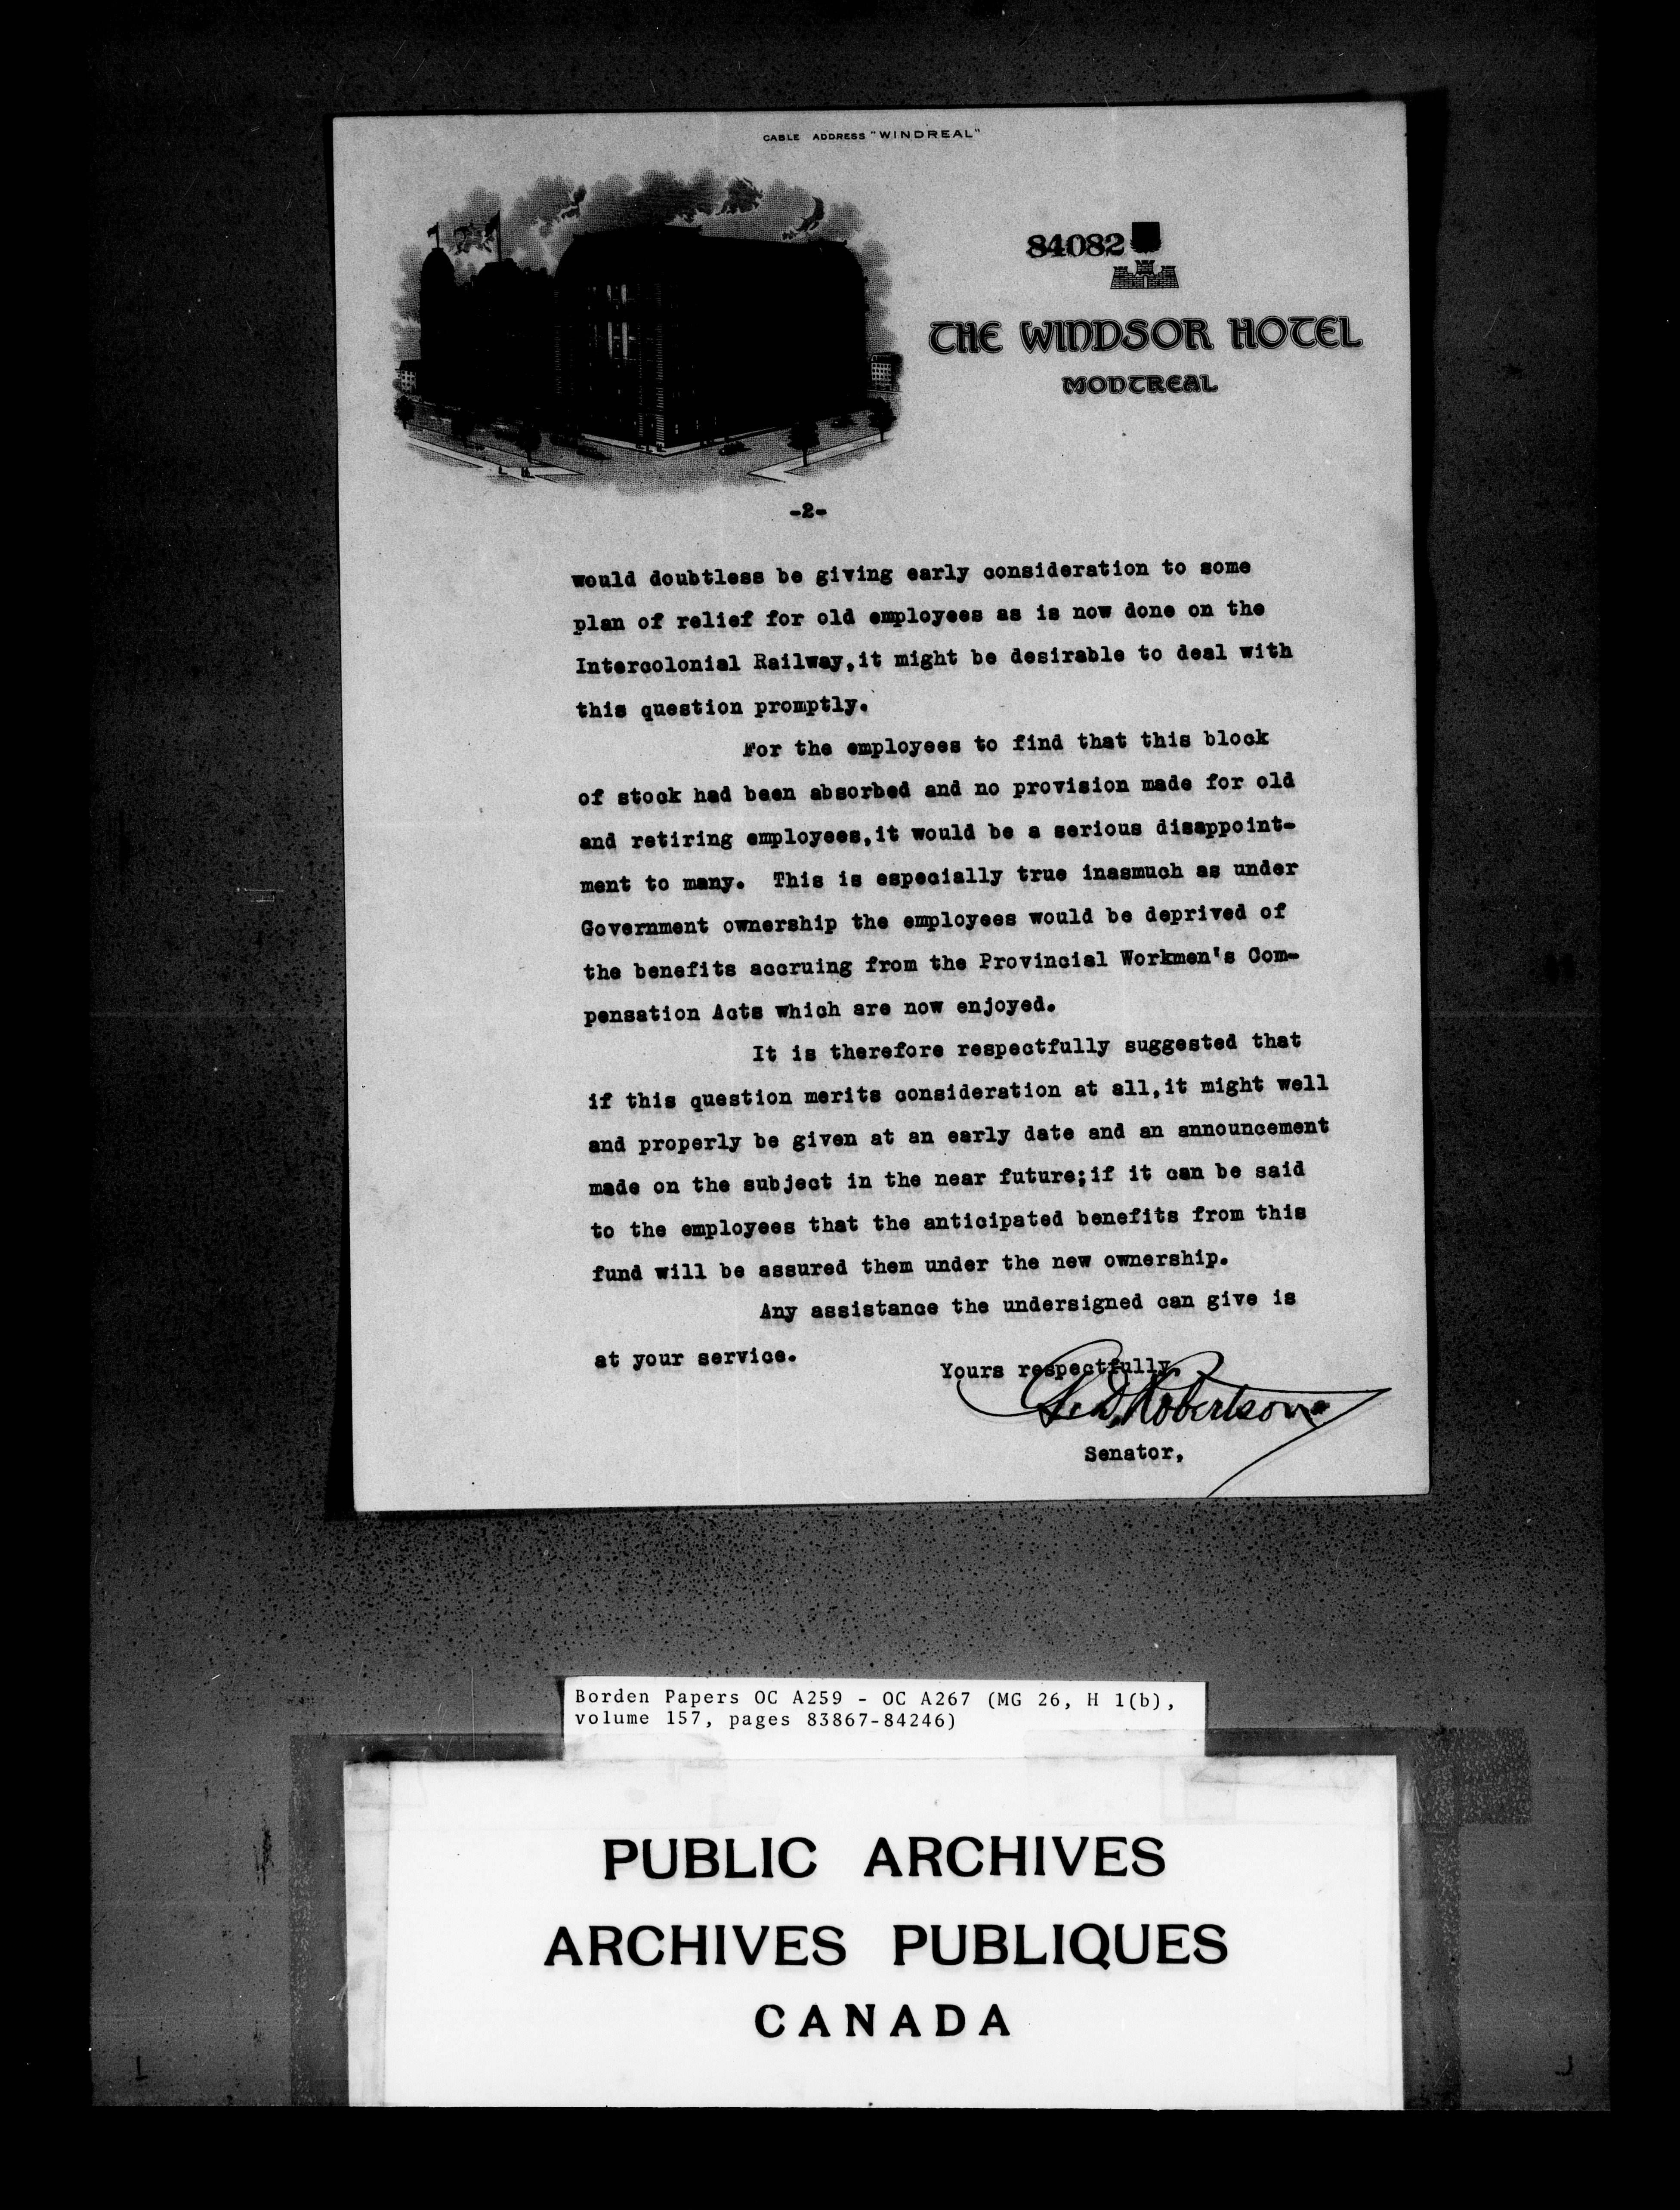 CABLE ADDRESS "WINDREAL"
84082
THE WINDSOR HOTEL
MONTREAL
-2-
would doubtless be giving early consideration to some
plan of relief for old employees as is now done on the
Intercolonial Railway,it might be desirable to deal with
this question promptly.
For the employees to find that this block
of stock had been absorbed and no provision made for old
and retiring employees,it would be a serious disappoint-
ment to many. This is especially true inasmuch as under
Government ownership the employees would be deprived of
the benefits accruing from the Provincial Workmen's Com-
pensation Acts which are now enjoyed.
It is therefore respectfully suggested that
if this question merits consideration at all,it might well
and properly be given at an early date and an announcement
made on the subject in the near future;if it can be said
to the employees that the anticipated benefits from this
fund will be assured them under the new ownership.
Any assistance the undersigned can give is
at your service.
Yours respectfully,
G.D. Robertson
Senator,
Borden Papers OC A259 - OC A267 (MG 26, H 1(b),
volume 157, pages 83867-84246)
PUBLIC ARCHIVES
ARCHIVES PUBLIQUES
CANADA